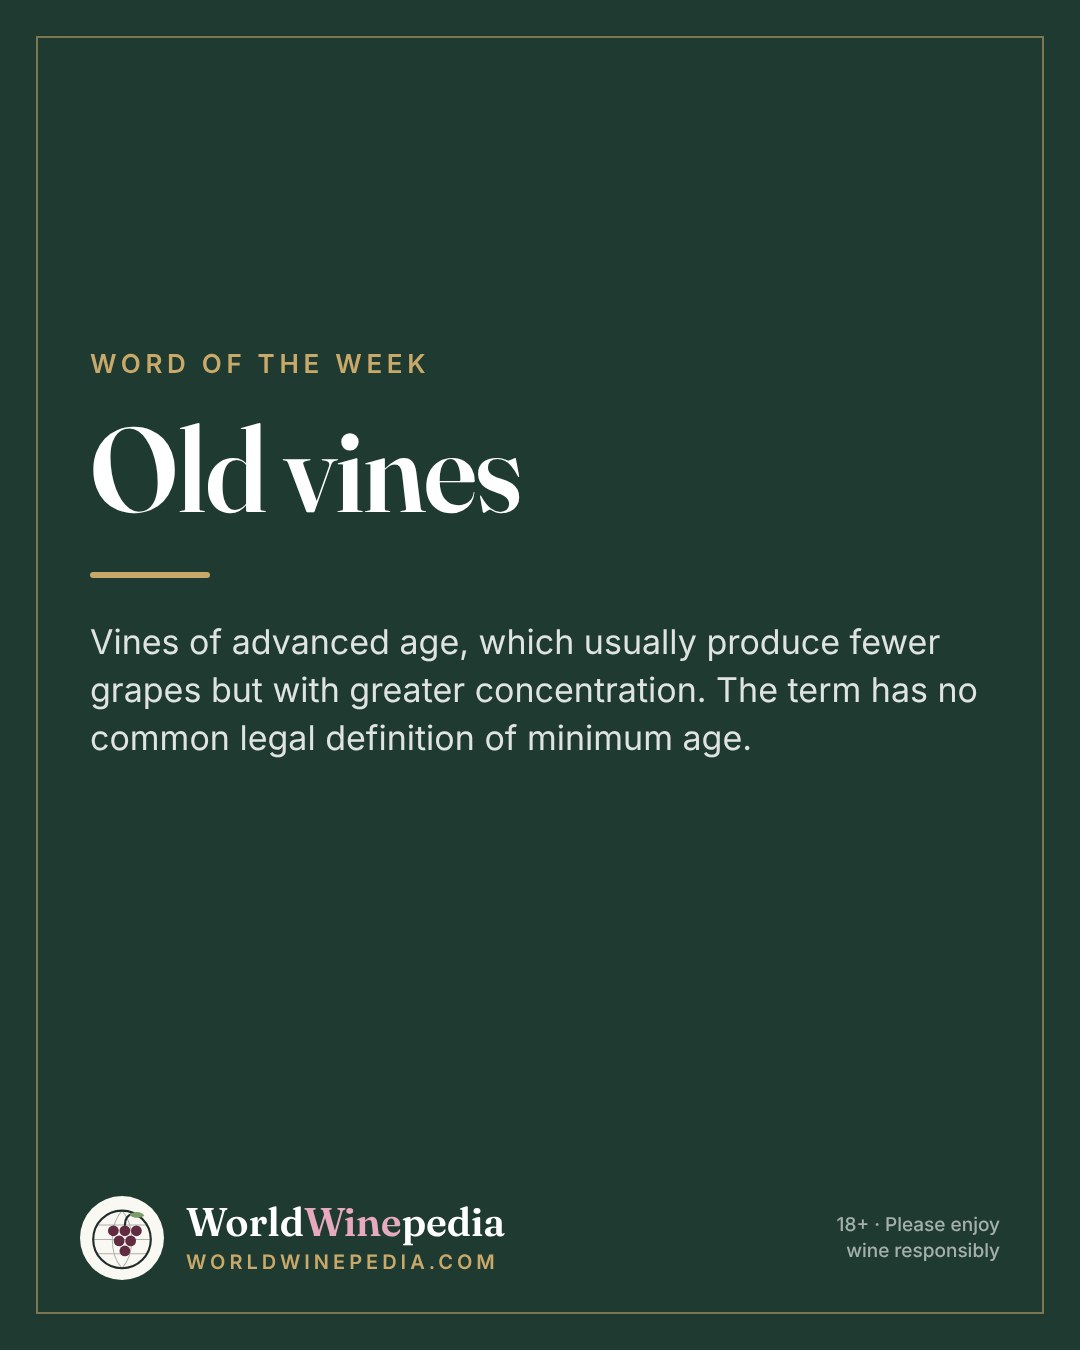 WORD OF THE WEEK
Old vines
Vines of advanced age, which usually produce fewer
grapes but with greater concentration. The term has no
common legal definition of minimum age.
WorldWinepedia
WORLDWINEPEDIA.COM
18+ · Please enjoy
wine responsibly